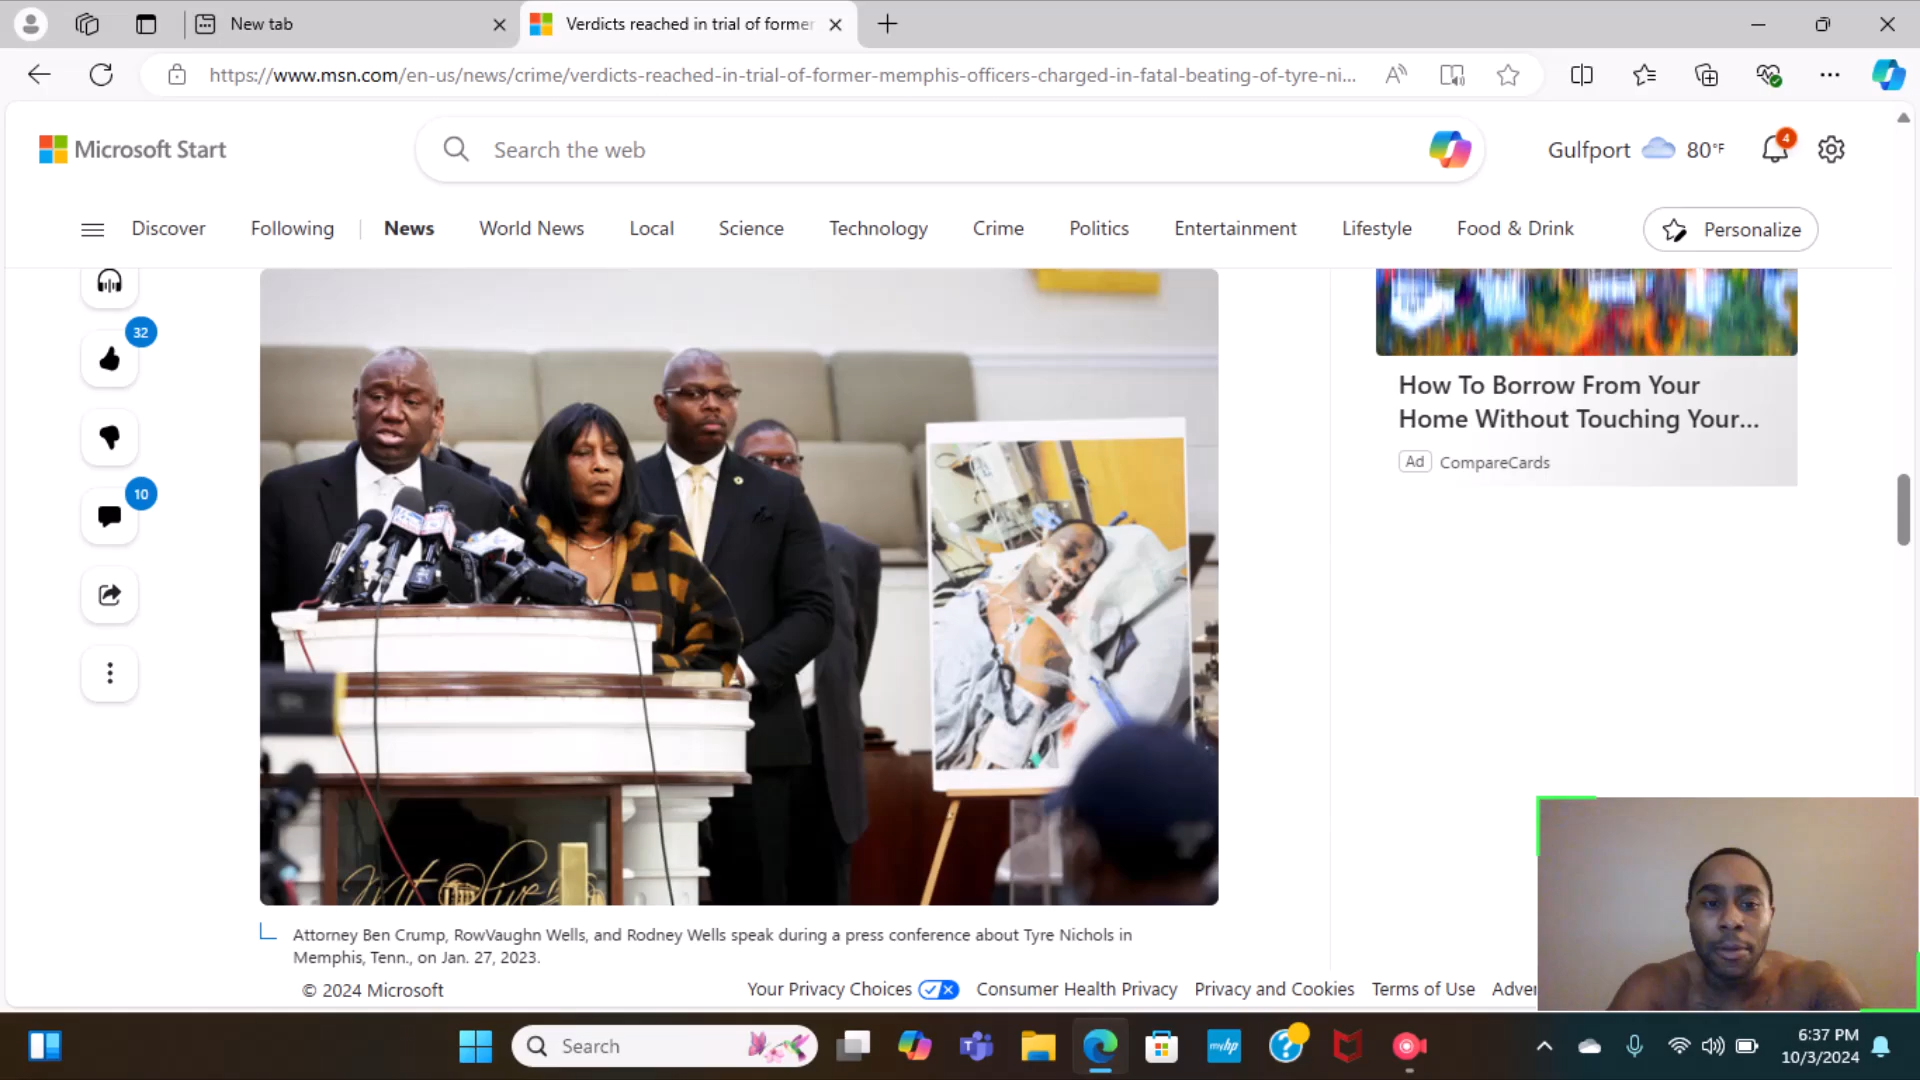 New tab
Verdicts reached in trial of former
https://www.msn.com/en-us/news/crime/verdicts-reached-in-trial-of-former-memphis-officers-charged-in-fatal-beating-of-tyre-ni...
Microsoft Start
Search the web
Gulfport 80°F
4
Discover Following News World News Local Science Technology Crime Politics Entertainment Lifestyle Food & Drink Personalize
32
10
How To Borrow From Your
Home Without Touching Your...
Ad CompareCards
Mt Olive
Attorney Ben Crump, RowVaughn Wells, and Rodney Wells speak during a press conference about Tyre Nichols in
Memphis, Tenn., on Jan. 27, 2023.
© 2024 Microsoft
Your Privacy Choices Consumer Health Privacy Privacy and Cookies Terms of Use Adver
Search
myhp
6:37 PM
10/3/2024